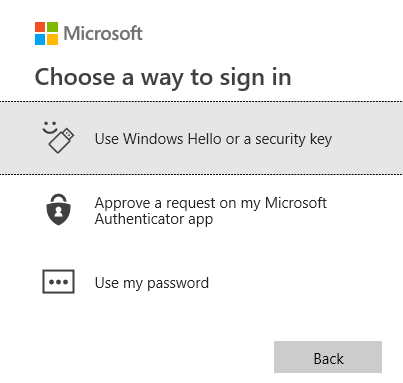 Microsoft
Choose a way to sign in
Use Windows Hello or a security key
Approve a request on my Microsoft
Authenticator app
Use my password
Back